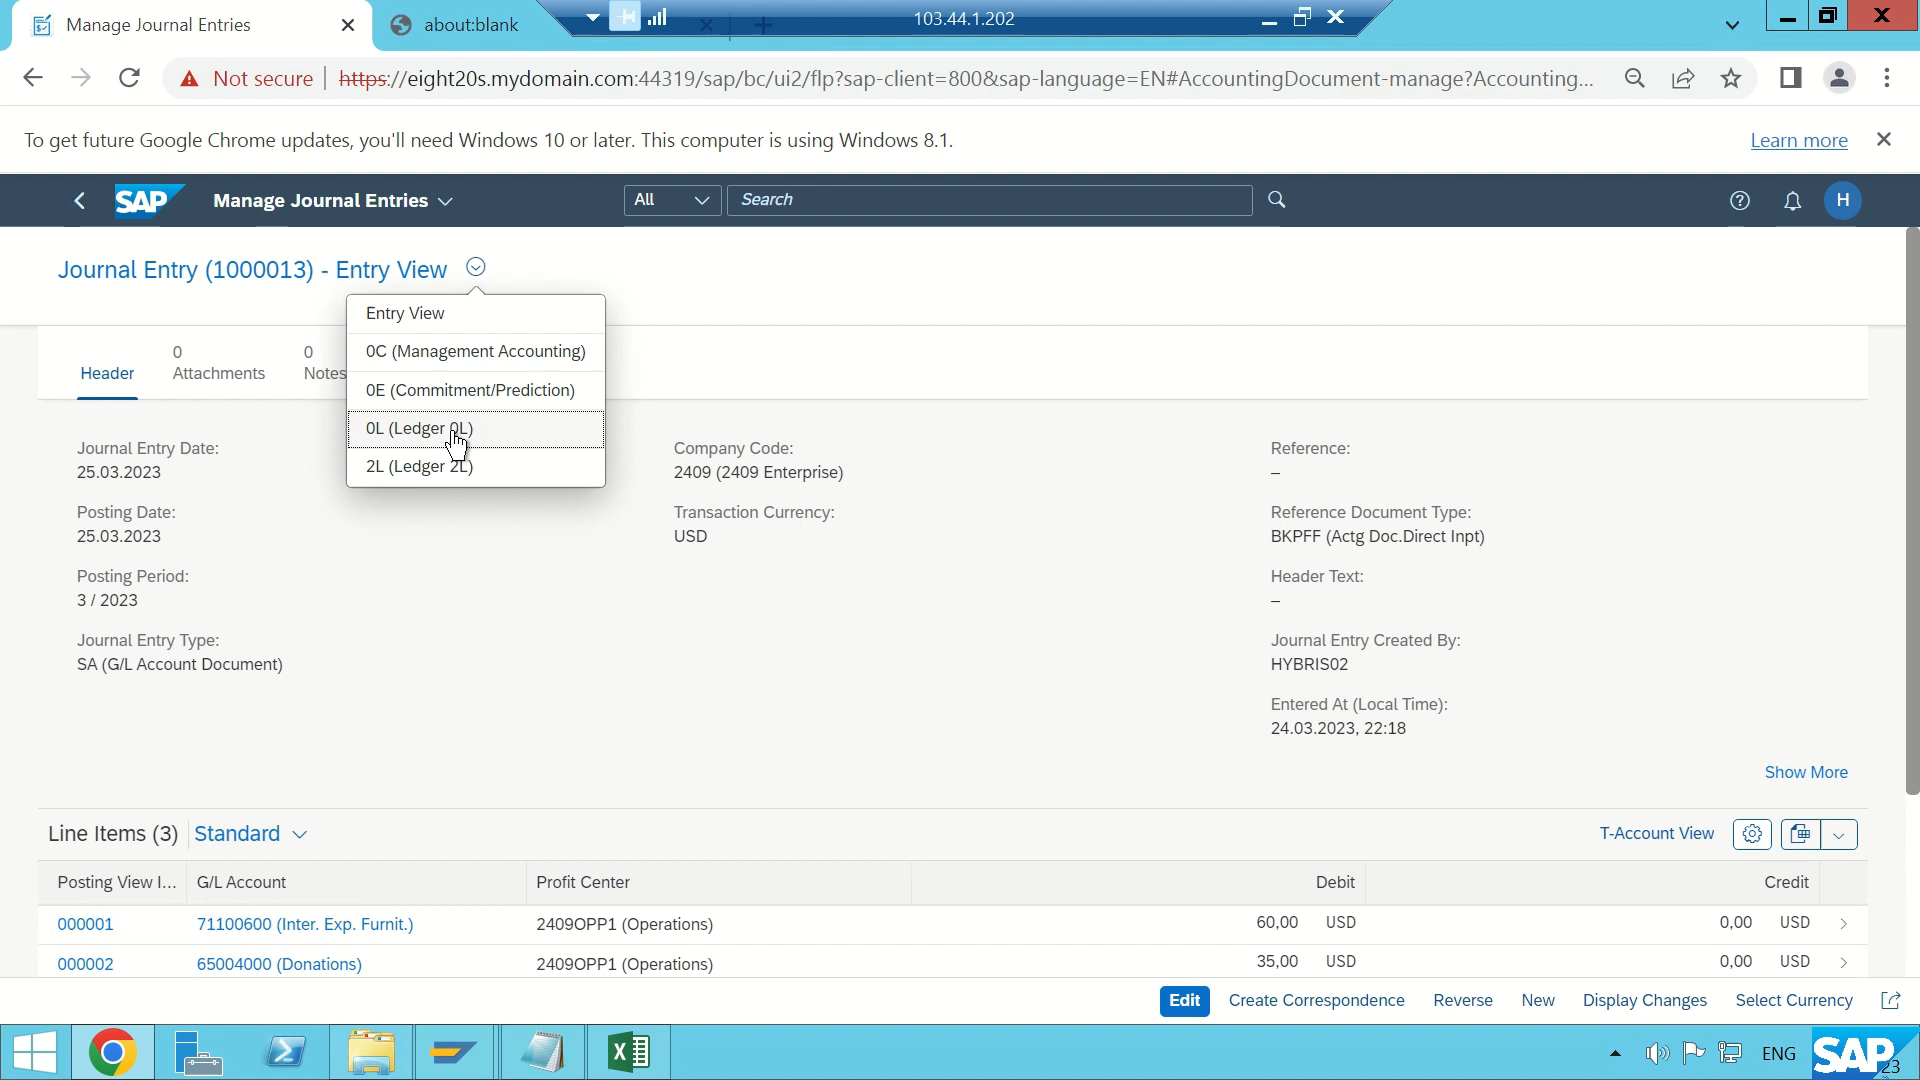 Manage Journal Entries
about:blank
103.44.1.202
Not secure
https://eight20s.mydomain.com:44319/sap/bc/ui2/flp?sap-client=800&sap-language=EN#AccountingDocument-manage?Accounting...
To get future Google Chrome updates, you'll need Windows 10 or later. This computer is using Windows 8.1.
Learn more
SAP
Manage Journal Entries
All
Search
H
Journal Entry (1000013) - Entry View
Entry View
0C (Management Accounting)
0E (Commitment/Prediction)
0L (Ledger 0L)
2L (Ledger 2L)
Header
0
Attachments
0
Notes
Journal Entry Date:
25.03.2023
Posting Date:
25.03.2023
Posting Period:
3 / 2023
Journal Entry Type:
SA (G/L Account Document)
Company Code:
2409 (2409 Enterprise)
Transaction Currency:
USD
Reference:
–
Reference Document Type:
BKPFF (Actg Doc.Direct Inpt)
Header Text:
–
Journal Entry Created By:
HYBRIS02
Entered At (Local Time):
24.03.2023, 22:18
Show More
Line Items (3) Standard
T-Account View
Posting View I... G/L Account Profit Center Debit Credit
000001 71100600 (Inter. Exp. Furnit.) 2409OPP1 (Operations) 60,00 USD 0,00 USD
000002 65004000 (Donations) 2409OPP1 (Operations) 35,00 USD 0,00 USD
Edit Create Correspondence Reverse New Display Changes Select Currency
ENG
SAP
23